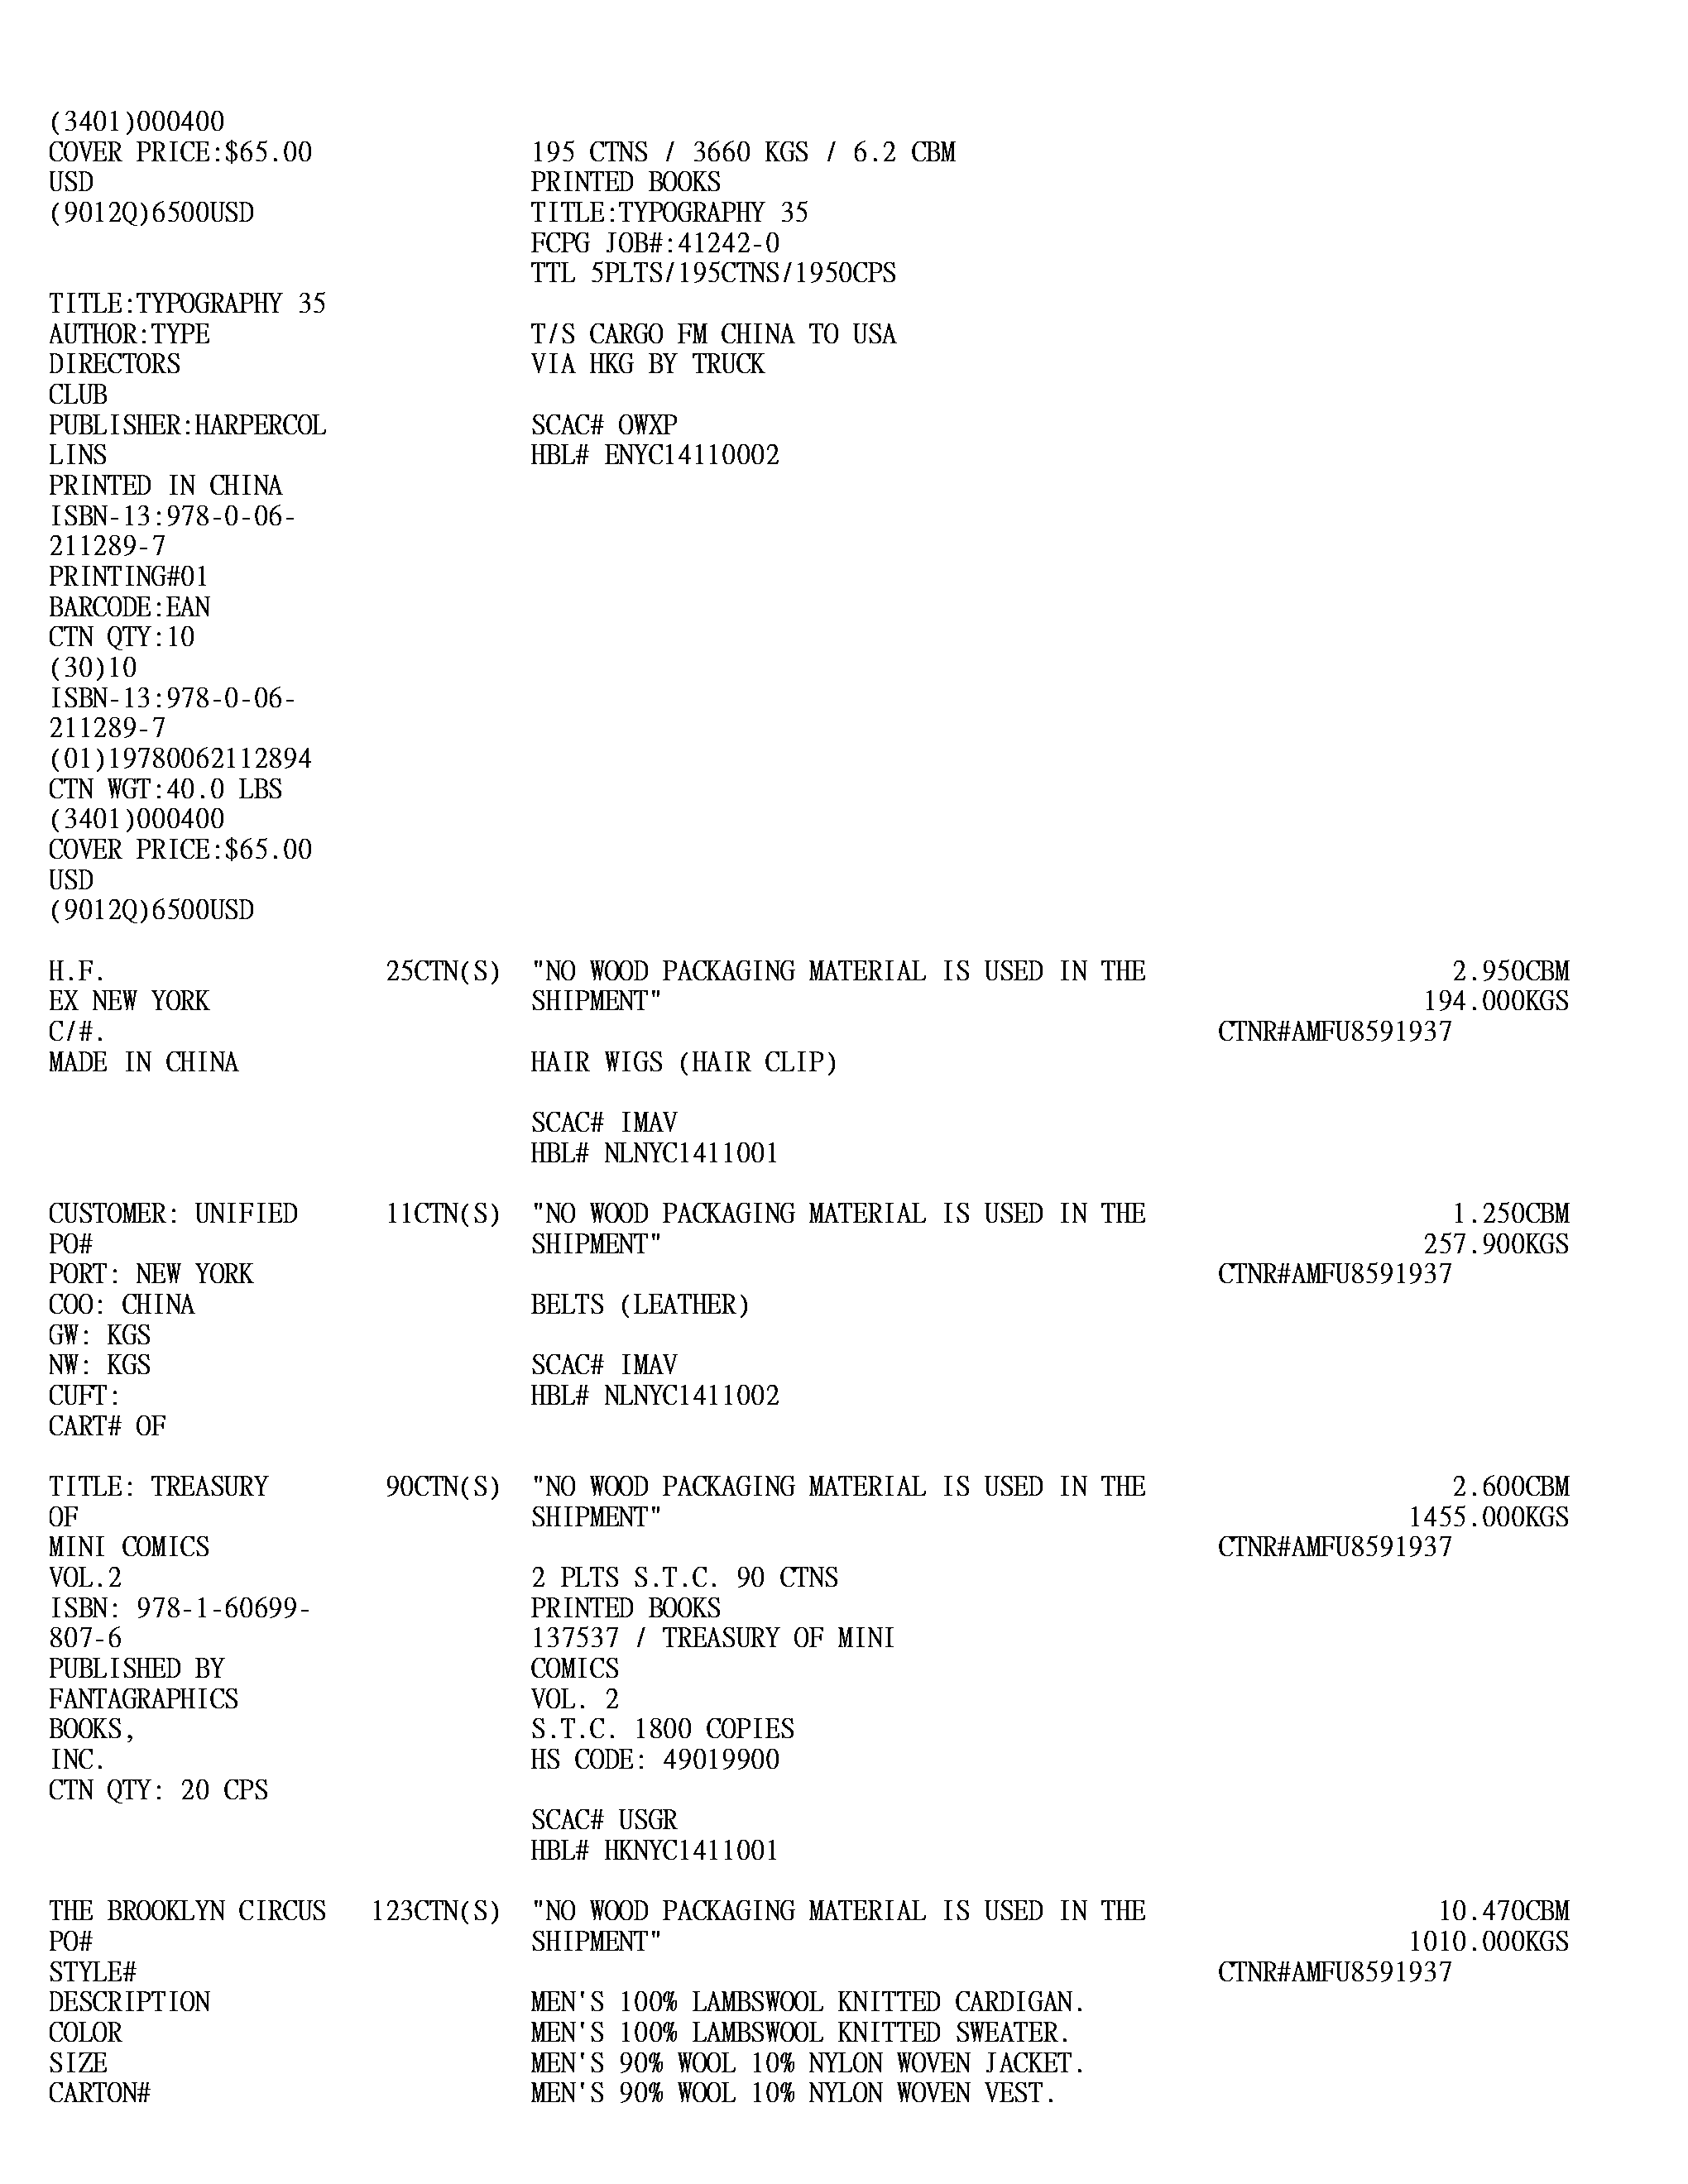 (3401)000400
COVER PRICE:$65.00 195 CTNS / 3660 KGS / 6.2 CBM
USD PRINTED BOOKS
(9012Q)6500USD TITLE:TYPOGRAPHY 35
FCPG JOB#:41242-0
TTL 5PLTS/195CTNS/1950CPS
TITLE:TYPOGRAPHY 35
AUTHOR:TYPE T/S CARGO FM CHINA TO USA
DIRECTORS VIA HKG BY TRUCK
CLUB
PUBLISHER:HARPERCOL SCAC# OWXP
LINS HBL# ENYC14110002
PRINTED IN CHINA
ISBN-13:978-0-06-
211289-7
PRINTING#01
BARCODE:EAN
CTN QTY:10
(30)10
ISBN-13:978-0-06-
211289-7
(01)19780062112894
CTN WGT:40.0 LBS
(3401)000400
COVER PRICE:$65.00
USD
(9012Q)6500USD
H.F. 25CTN(S) "NO WOOD PACKAGING MATERIAL IS USED IN THE 2.950CBM
EX NEW YORK SHIPMENT" 194.000KGS
C/#. CTNR#AMFU8591937
MADE IN CHINA HAIR WIGS (HAIR CLIP)
SCAC# IMAV
HBL# NLNYC1411001
CUSTOMER: UNIFIED 11CTN(S) "NO WOOD PACKAGING MATERIAL IS USED IN THE 1.250CBM
PO# SHIPMENT" 257.900KGS
PORT: NEW YORK CTNR#AMFU8591937
COO: CHINA BELTS (LEATHER)
GW: KGS
NW: KGS SCAC# IMAV
CUFT: HBL# NLNYC1411002
CART# OF
TITLE: TREASURY 90CTN(S) "NO WOOD PACKAGING MATERIAL IS USED IN THE 2.600CBM
OF SHIPMENT" 1455.000KGS
MINI COMICS CTNR#AMFU8591937
VOL.2 2 PLTS S.T.C. 90 CTNS
ISBN: 978-1-60699- PRINTED BOOKS
807-6 137537 / TREASURY OF MINI
PUBLISHED BY COMICS
FANTAGRAPHICS VOL. 2
BOOKS, S.T.C. 1800 COPIES
INC. HS CODE: 49019900
CTN QTY: 20 CPS
SCAC# USGR
HBL# HKNYC1411001
THE BROOKLYN CIRCUS 123CTN(S) "NO WOOD PACKAGING MATERIAL IS USED IN THE 10.470CBM
PO# SHIPMENT" 1010.000KGS
STYLE# CTNR#AMFU8591937
DESCRIPTION MEN'S 100% LAMBSWOOL KNITTED CARDIGAN.
COLOR MEN'S 100% LAMBSWOOL KNITTED SWEATER.
SIZE MEN'S 90% WOOL 10% NYLON WOVEN JACKET.
CARTON# MEN'S 90% WOOL 10% NYLON WOVEN VEST.